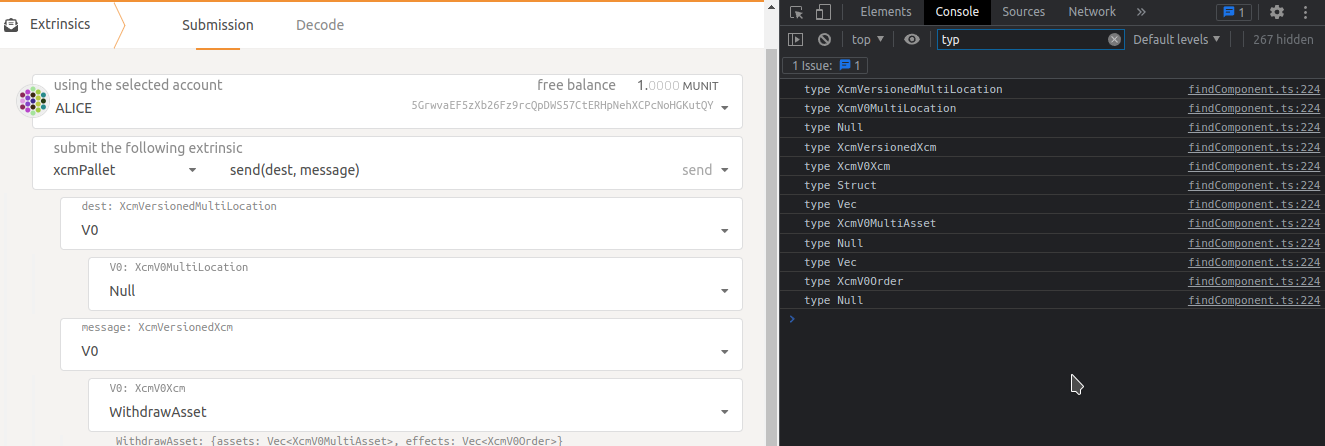 Extrinsics
Submission
Decode
using the selected account
free balance 1.0000 MUNIT
ALICE
5GrwvaEF5zXb26Fz9rcQpDWS57CtERHpNehXCPcNoHGKutQY
submit the following extrinsic
xcmPallet
send(dest, message)
send
dest: XcmVersionedMultiLocation
V0
V0: XcmV0MultiLocation
Null
message: XcmVersionedXcm
V0
V0: XcmV0Xcm
WithdrawAsset
WithdrawAsset: {assets: Vec<XcmV0MultiAsset>, effects: Vec<XcmV0Order>}
Elements Console Sources Network » 1
top typ Default levels 267 hidden
1 Issue: 1
type XcmVersionedMultiLocation findComponent.ts:224
type XcmV0MultiLocation findComponent.ts:224
type Null findComponent.ts:224
type XcmVersionedXcm findComponent.ts:224
type XcmV0Xcm findComponent.ts:224
type Struct findComponent.ts:224
type Vec findComponent.ts:224
type XcmV0MultiAsset findComponent.ts:224
type Null findComponent.ts:224
type Vec findComponent.ts:224
type XcmV0Order findComponent.ts:224
type Null findComponent.ts:224